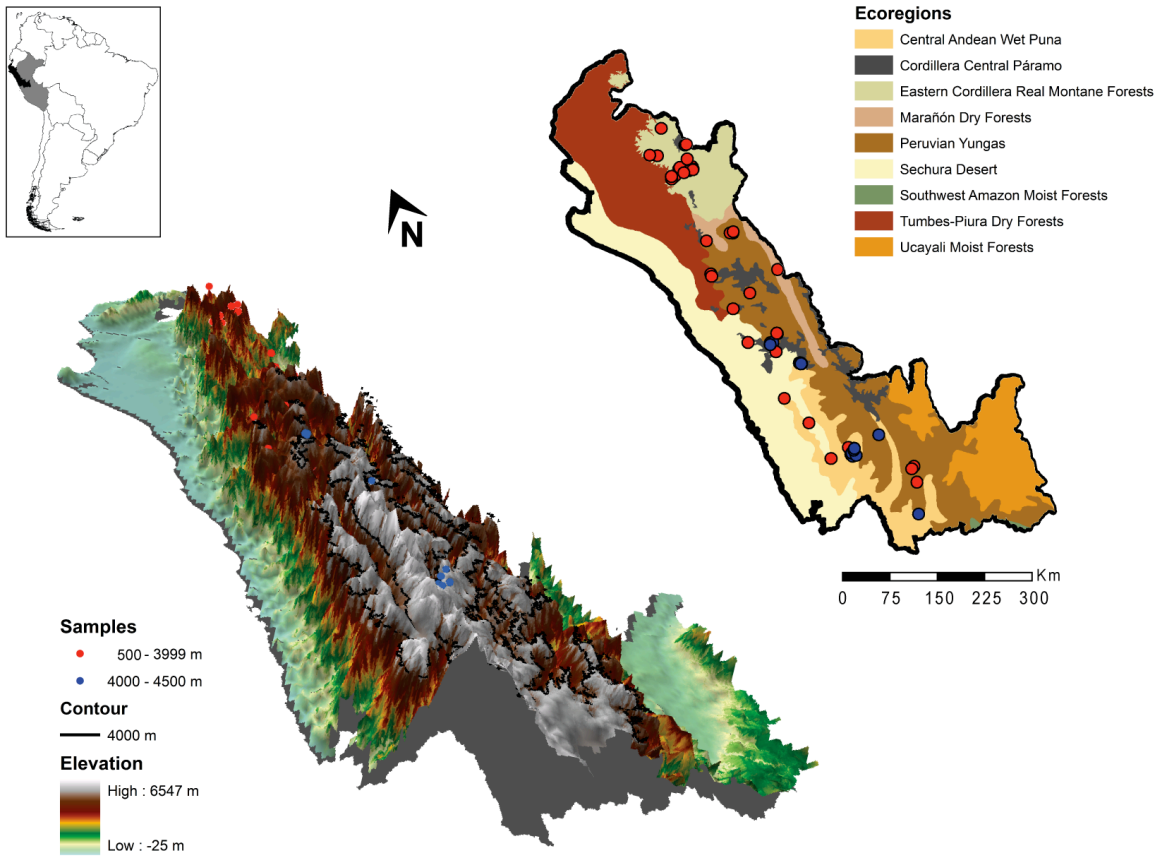 Ecoregions
Central Andean Wet Puna
Cordillera Central Páramo
Eastern Cordillera Real Montane Forests
Marañón Dry Forests
Peruvian Yungas
Sechura Desert
Southwest Amazon Moist Forests
Tumbes-Piura Dry Forests
Ucayali Moist Forests
N
Km
0 75 150 225 300
Samples
500 - 3999 m
4000 - 4500 m
Contour
4000 m
Elevation
High : 6547 m
Low : -25 m